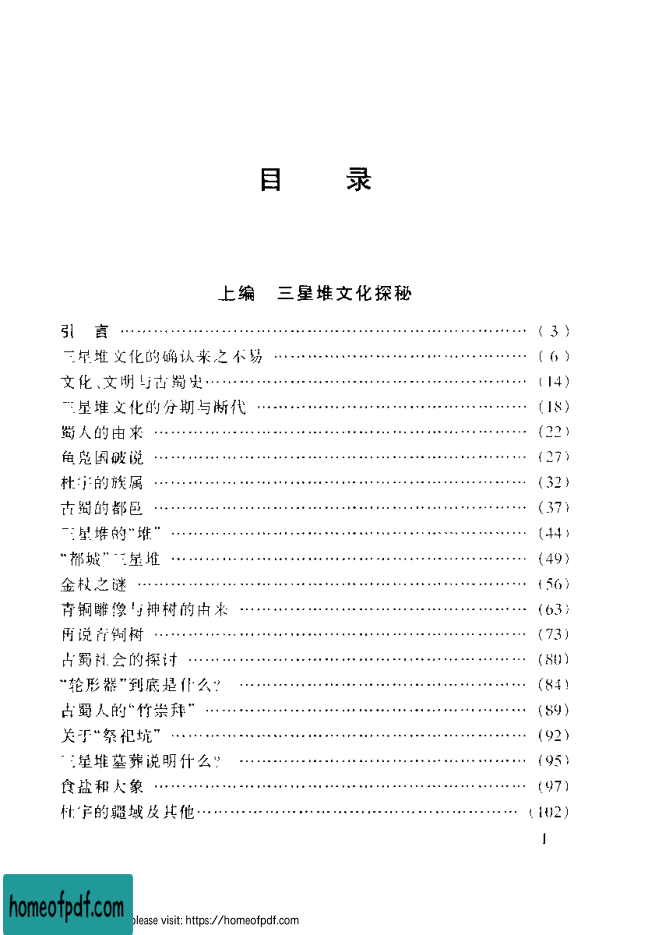 目 录
上编 三星堆文化探秘
引 言 ……………………………………………… ( 3 )
三星堆文化的确认来之不易 ……………………………… ( 6 )
文化、文明与古蜀史…………………………………… (14)
三星堆文化的分期与断代 ……………………………… (18)
蜀人的由来 ………………………………………… (22)
鱼凫国破说 ………………………………………… (27)
杜宇的族属 ………………………………………… (32)
古蜀的都邑 ………………………………………… (37)
三星堆的“堆” ……………………………………… (44)
“都城”三星堆 ……………………………………… (49)
金杖之谜 …………………………………………… (56)
青铜雕像与神树的由来 ……………………………… (63)
再说青铜树 ………………………………………… (73)
古蜀社会的探讨 …………………………………… (80)
“轮形器”到底是什么? ……………………………… (84)
古蜀人的“竹崇拜” ………………………………… (89)
关于“祭祀坑” ……………………………………… (92)
三星堆墓葬说明什么? ……………………………… (95)
食盐和大象 ………………………………………… (97)
杜宇的疆域及其他…………………………………… (102)
1
homeofpdf.com
please visit: https://homeofpdf.com